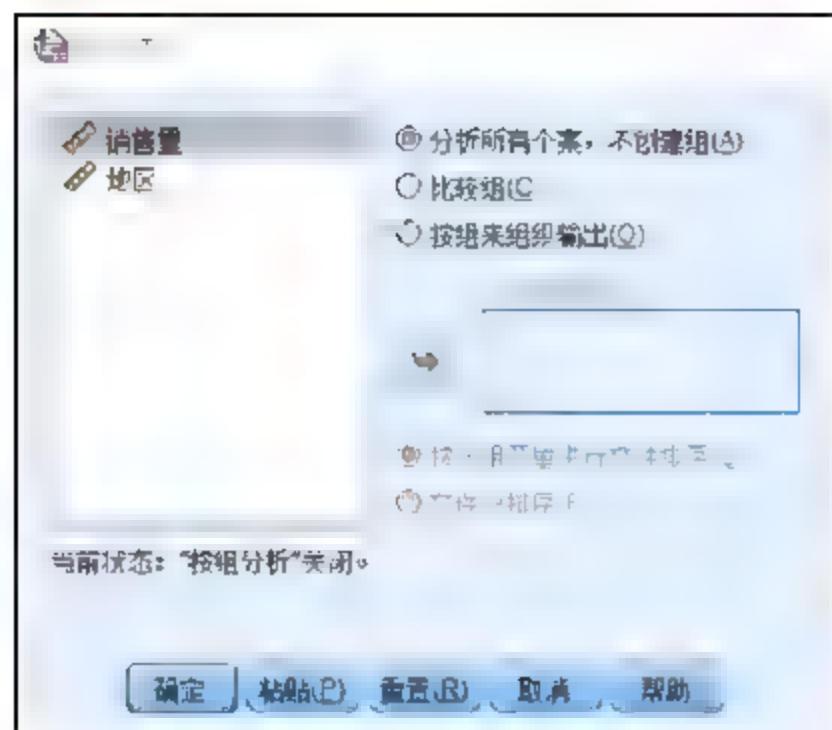 销售量
地区
分析所有个案，不创建组(A)
比较组(C
按组来组织输出(O)
当前状态："按组分析"关闭。
确定
粘贴(P)
重置(R)
取消
帮助